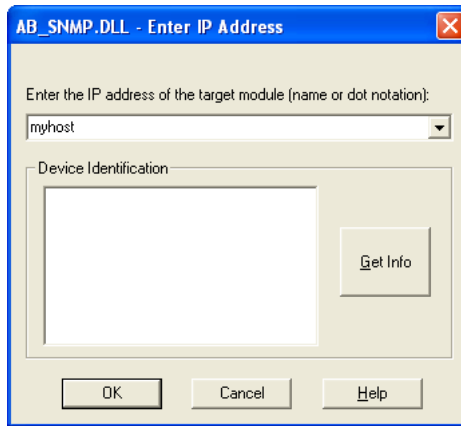 AB_SNMP.DLL - Enter IP Address
Enter the IP address of the target module (name or dot notation):
myhost
Device Identification
Get Info
OK Cancel Help